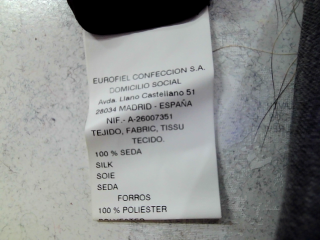 EUROFIEL CONFECCION S.A.
DOMICILIO SOCIAL
Avda. Llano Castellano 51
28034 MADRID - ESPAÑA
NIF.- A-26007351
TEJIDO, FABRIC, TISSU
TECIDO.
100 % SEDA
SILK
SOIE
SEDA
FORROS
100 % POLIESTER